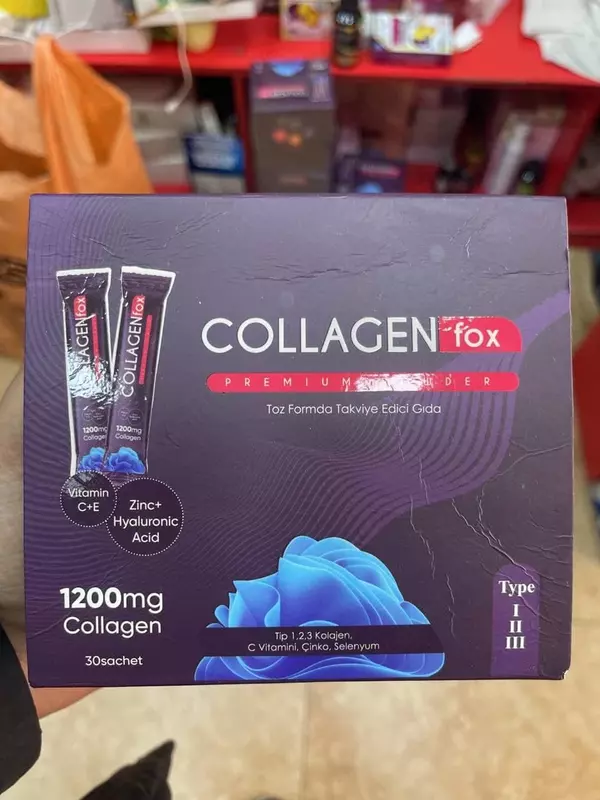 COLLAGEN fox
PREMIUM
Toz Formda Takviye Edici Gıda
COLLAGEN fox
1200mg
Collagen
COLLAGEN fox
1200mg
Collagen
Vitamin
C+E
Zinc+
Hyaluronic
Acid
1200mg
Collagen
30sachet
Tip 1,2,3 Kolajen,
C Vitamini, Çinko, Selenyum
Type
I
II
III